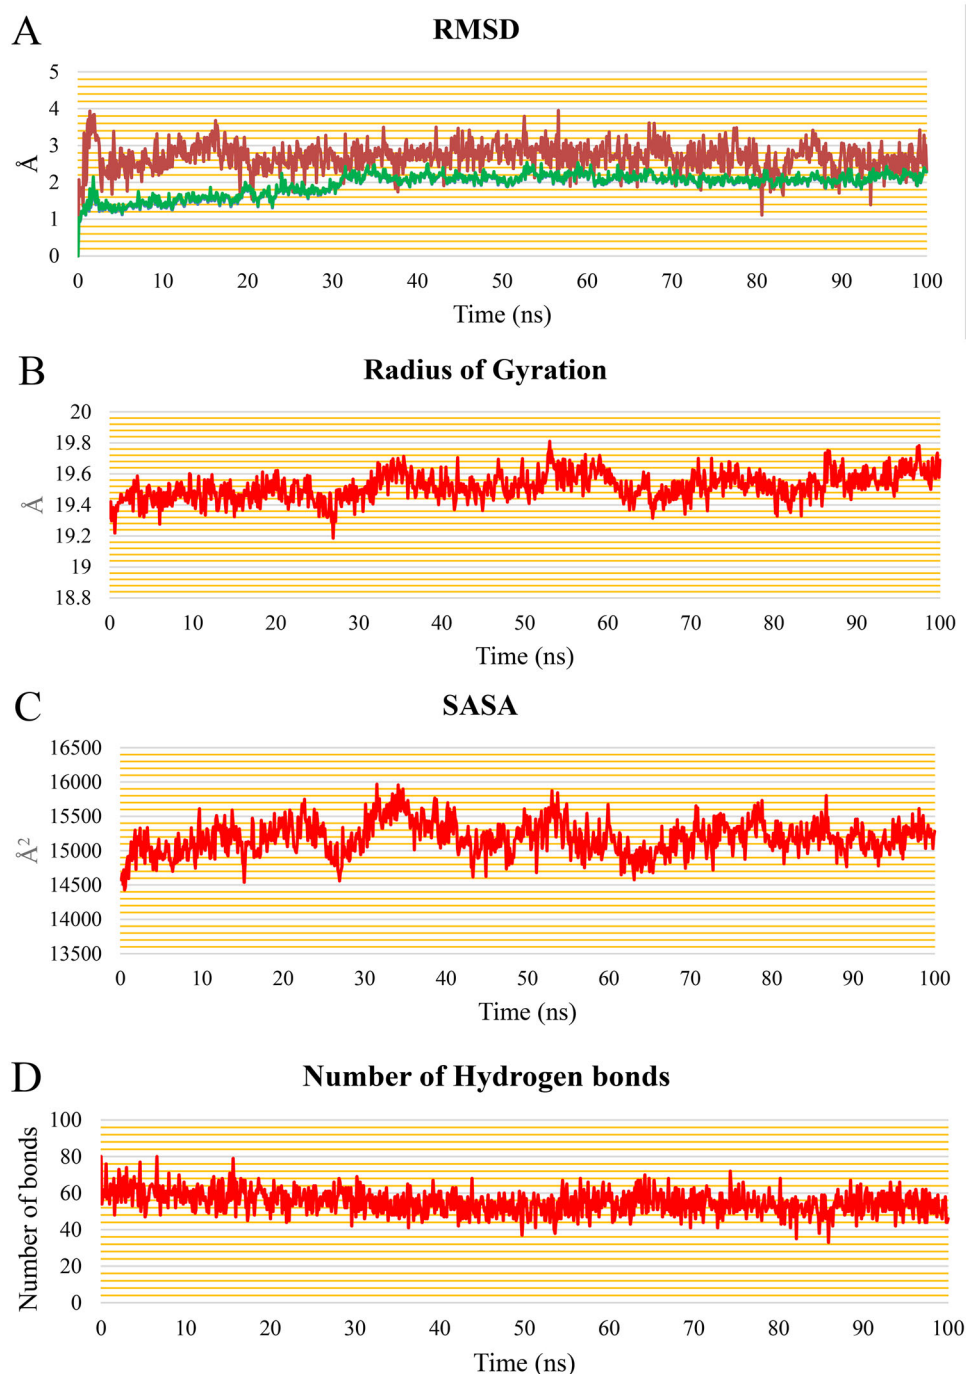 A
RMSD
5
4
3
2
1
0
Å
0 10 20 30 40 50 60 70 80 90 100
Time (ns)
B
Radius of Gyration
20
19.8
19.6
19.4
19.2
19
18.8
Å
0 10 20 30 40 50 60 70 80 90 100
Time (ns)
C
SASA
16500
16000
15500
15000
14500
14000
13500
Å²
0 10 20 30 40 50 60 70 80 90 100
Time (ns)
D
Number of Hydrogen bonds
100
80
60
40
20
0
Number of bonds
0 10 20 30 40 50 60 70 80 90 100
Time (ns)